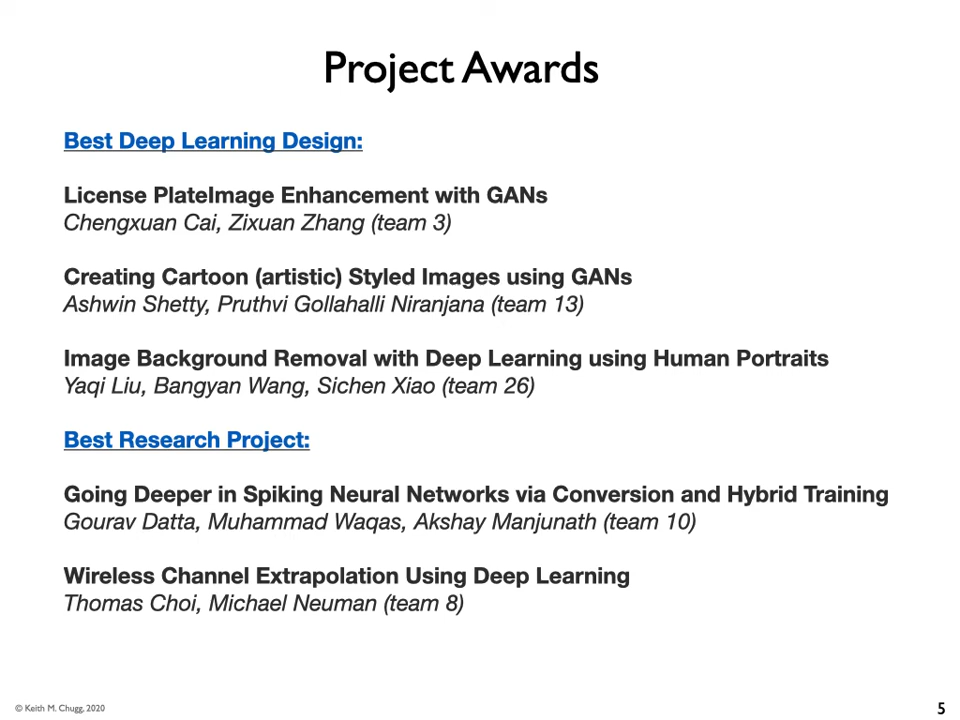 Project Awards
Best Deep Learning Design:
License PlateImage Enhancement with GANs
Chengxuan Cai, Zixuan Zhang (team 3)
Creating Cartoon (artistic) Styled Images using GANs
Ashwin Shetty, Pruthvi Gollahalli Niranjana (team 13)
Image Background Removal with Deep Learning using Human Portraits
Yaqi Liu, Bangyan Wang, Sichen Xiao (team 26)
Best Research Project:
Going Deeper in Spiking Neural Networks via Conversion and Hybrid Training
Gourav Datta, Muhammad Waqas, Akshay Manjunath (team 10)
Wireless Channel Extrapolation Using Deep Learning
Thomas Choi, Michael Neuman (team 8)
© Keith M. Chugg, 2020
5